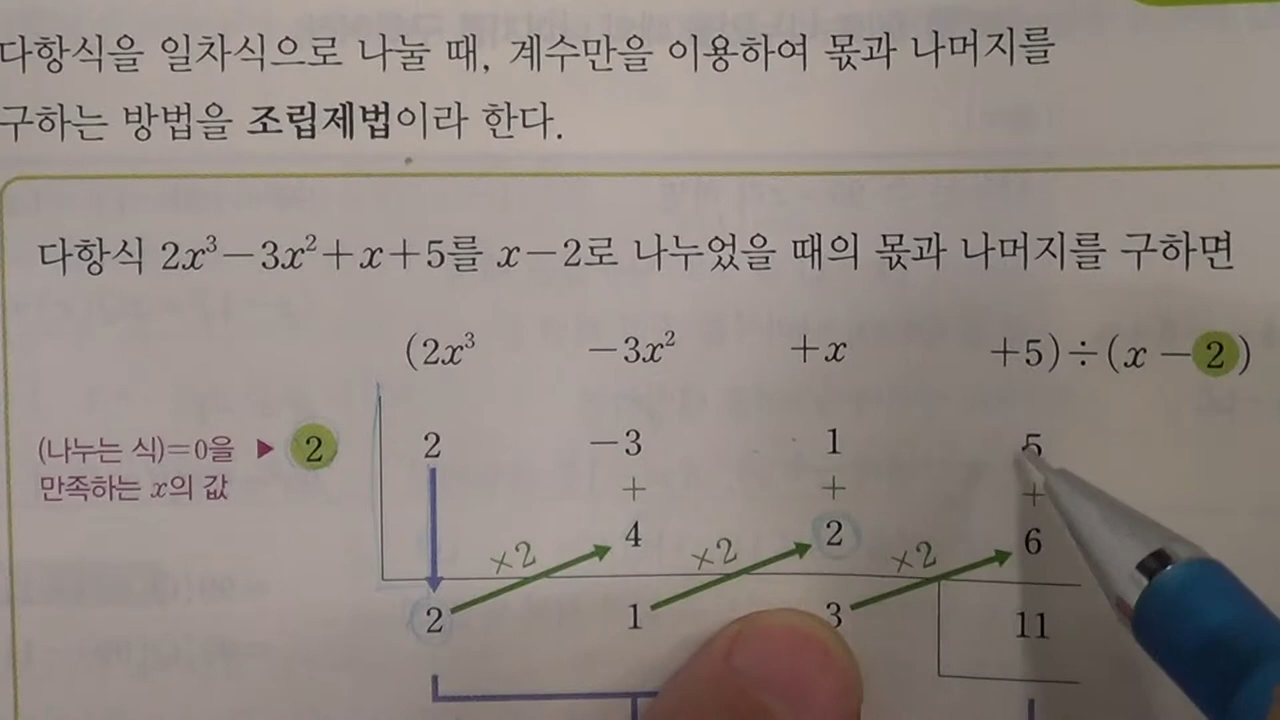 다항식을 일차식으로 나눌 때, 계수만을 이용하여 몫과 나머지를
구하는 방법을 조립제법이라 한다.
다항식 2x³−3x²+x+5를 x−2로 나누었을 때의 몫과 나머지를 구하면
(2x³ −3x² +x +5)÷(x−2)
(나누는 식)=0을 ▶ 2 2 −3 1 5
만족하는 x의 값 + + +
4 2 6
×2 ×2 ×2
2 1 3 11